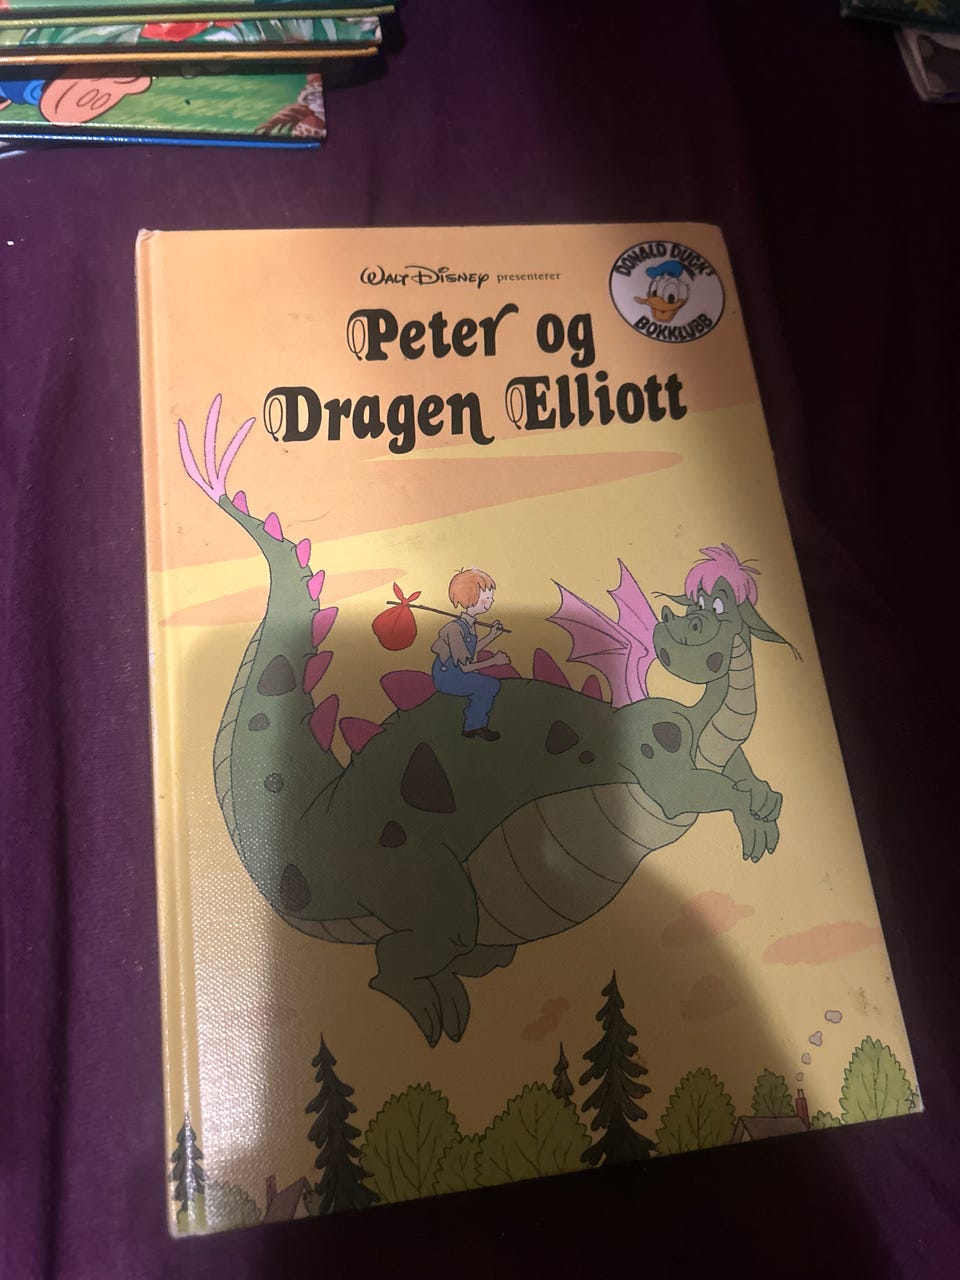 WALT DISNEY presenterer
Peter og
Dragen Elliott
DONALD DUCK'S
BOKKLUBB